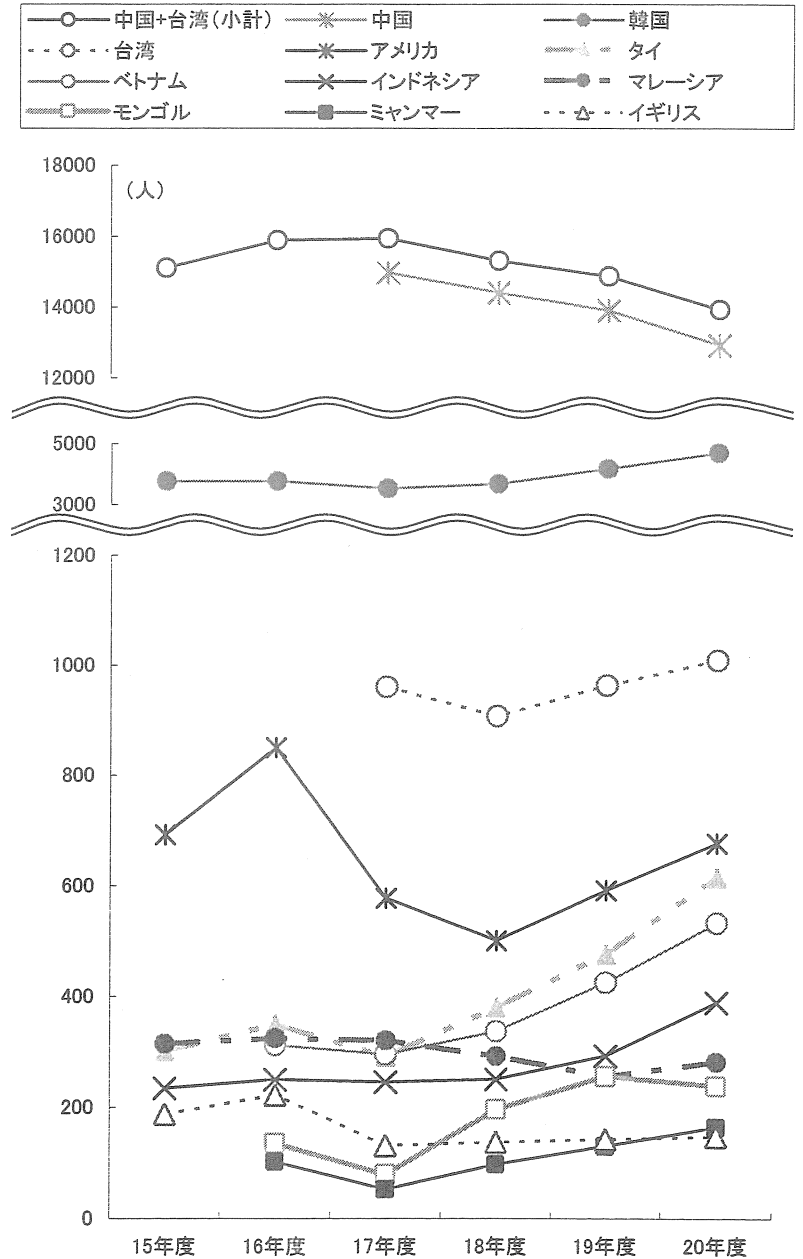 中国+台湾(小計) 中国 韓国
台湾 アメリカ タイ
ベトナム インドネシア マレーシア
モンゴル ミャンマー イギリス
18000
(人)
16000
14000
12000
5000
3000
1200
1000
800
600
400
200
0
15年度 16年度 17年度 18年度 19年度 20年度